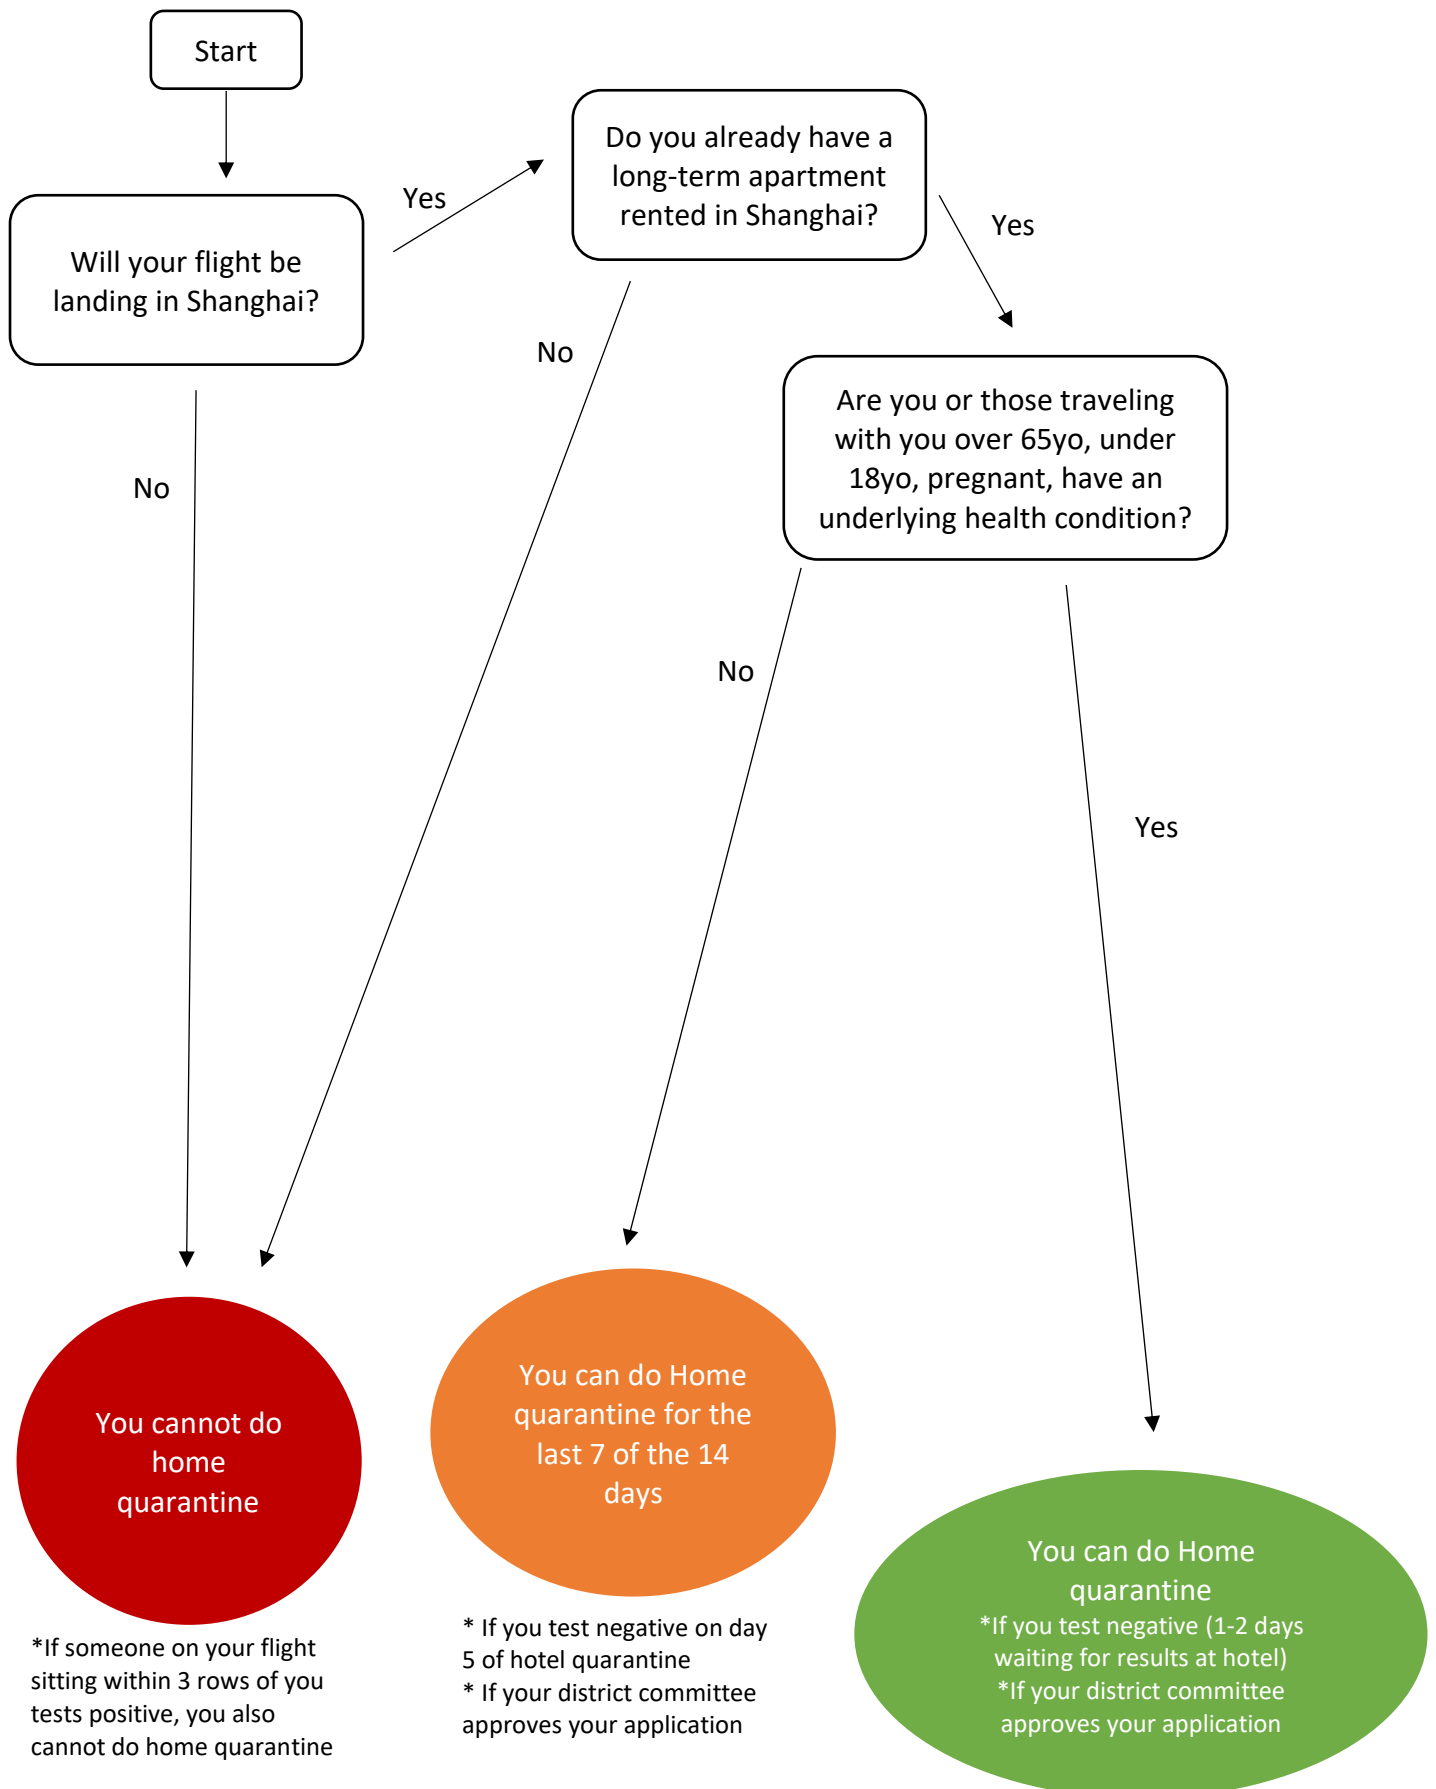 Start
Will your flight be
landing in Shanghai?
Yes
Do you already have a
long-term apartment
rented in Shanghai?
Yes
No
No
Are you or those traveling
with you over 65yo, under
18yo, pregnant, have an
underlying health condition?
No
Yes
You cannot do
home
quarantine
*If someone on your flight
sitting within 3 rows of you
tests positive, you also
cannot do home quarantine
You can do Home
quarantine for the
last 7 of the 14
days
* If you test negative on day
5 of hotel quarantine
* If your district committee
approves your application
You can do Home
quarantine
*If you test negative (1-2 days
waiting for results at hotel)
*If your district committee
approves your application